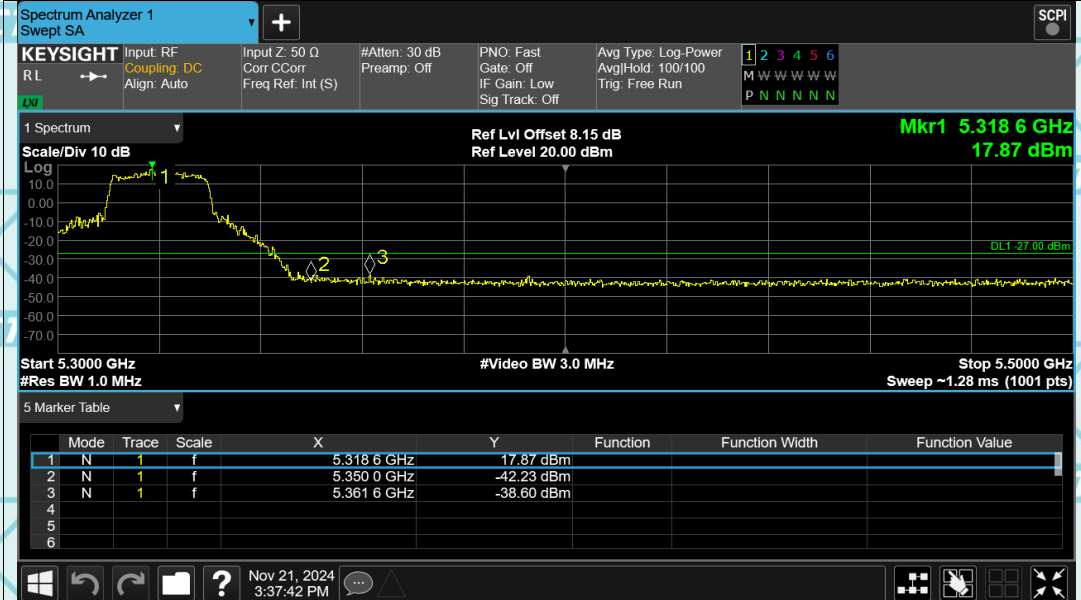 Spectrum Analyzer 1
Swept SA
+
SCPI
KEYSIGHT
R L
LXI
Input: RF
Coupling: DC
Align: Auto
Input Z: 50 Ω
Corr CCorr
Freq Ref: Int (S)
#Atten: 30 dB
Preamp: Off
PNO: Fast
Gate: Off
IF Gain: Low
Sig Track: Off
Avg Type: Log-Power
Avg|Hold: 100/100
Trig: Free Run
1 2 3 4 5 6
M W W W W W
P N N N N N
1 Spectrum
Scale/Div 10 dB
Ref Lvl Offset 8.15 dB
Ref Level 20.00 dBm
Mkr1 5.318 6 GHz
17.87 dBm
Log
10.0
0.00
-10.0
-20.0
-30.0
-40.0
-50.0
-60.0
-70.0
1
2
3
DL1 -27.00 dBm
Start 5.3000 GHz
#Video BW 3.0 MHz
Stop 5.5000 GHz
#Res BW 1.0 MHz
Sweep ~1.28 ms (1001 pts)
5 Marker Table
Mode Trace Scale X Y Function Function Width Function Value
1 N 1 f 5.318 6 GHz 17.87 dBm
2 N 1 f 5.350 0 GHz -42.23 dBm
3 N 1 f 5.361 6 GHz -38.60 dBm
4
5
6
?
Nov 21, 2024
3:37:42 PM